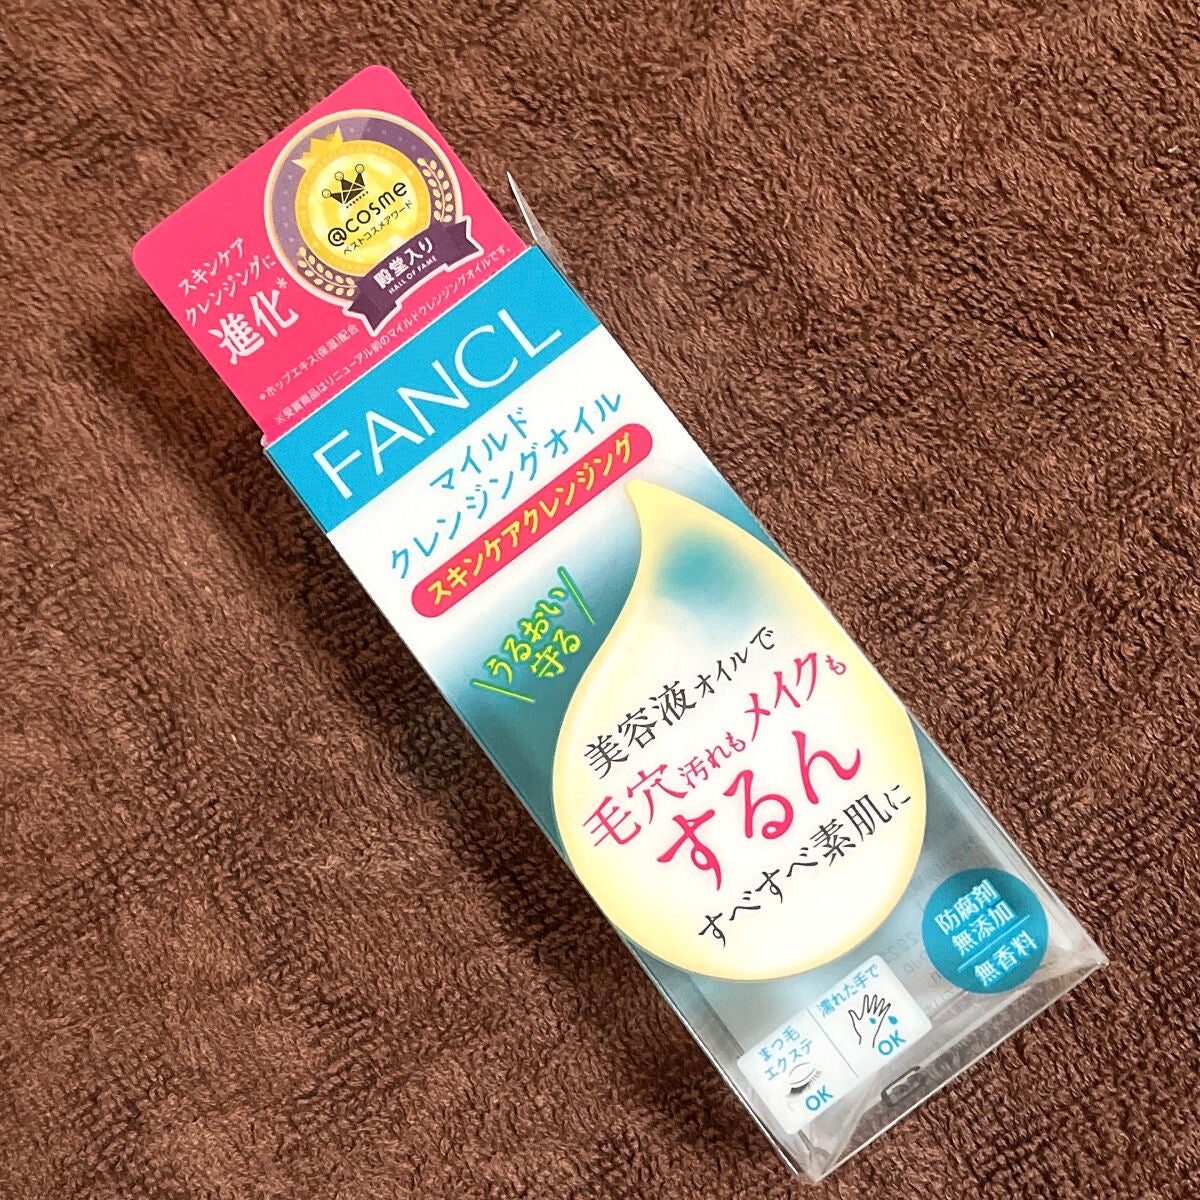 @cosme
ベストコスメアワード
殿堂入り
HALL OF FAME
スキンケア
クレンジングに
進化*
*ホップエキス(保湿)配合
※受賞商品はリニューアル前のマイルドクレンジングオイルです。
FANCL
マイルド
クレンジングオイル
スキンケアクレンジング
うるおい
守る
美容液オイルで
毛穴汚れもメイクも
するん
すべすべ素肌に
防腐剤
無添加
無香料
濡れた手で
OK
まつ毛
エクステ
OK